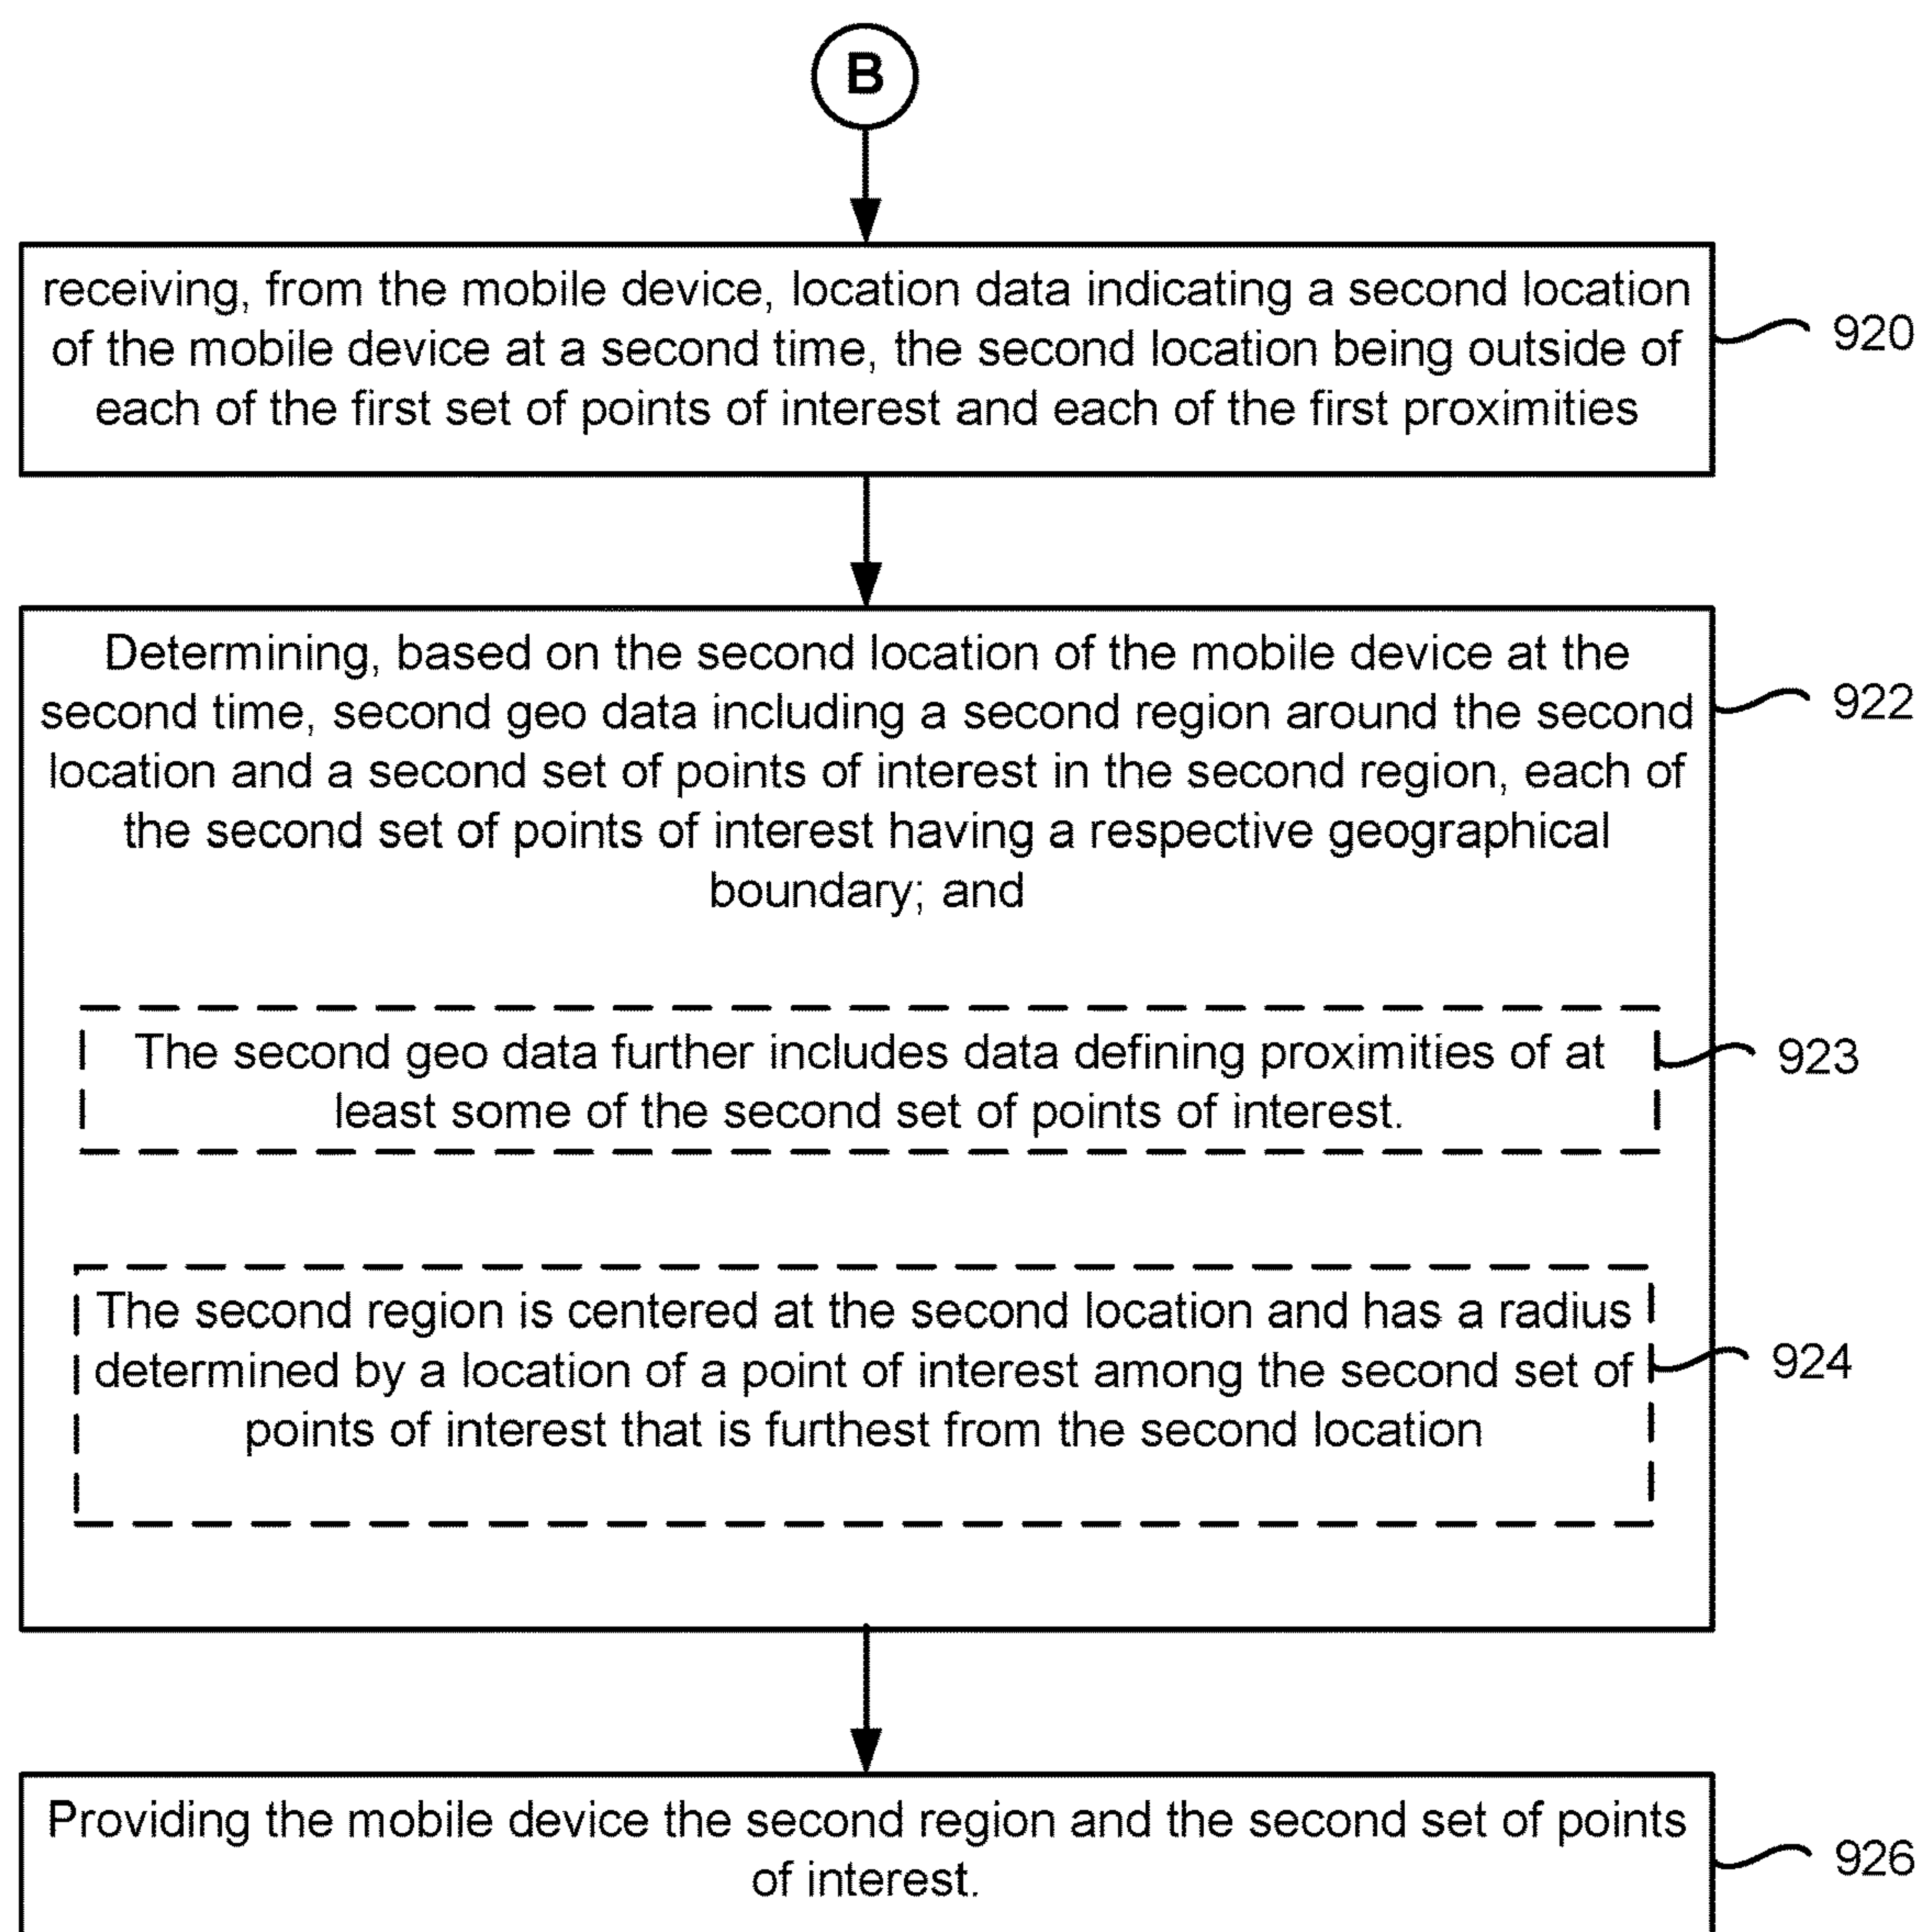 B
receiving, from the mobile device, location data indicating a second location
of the mobile device at a second time, the second location being outside of
each of the first set of points of interest and each of the first proximities
920
Determining, based on the second location of the mobile device at the
second time, second geo data including a second region around the second
location and a second set of points of interest in the second region, each of
the second set of points of interest having a respective geographical
boundary; and
922
The second geo data further includes data defining proximities of at
least some of the second set of points of interest.
923
The second region is centered at the second location and has a radius
determined by a location of a point of interest among the second set of
points of interest that is furthest from the second location
924
Providing the mobile device the second region and the second set of points
of interest.
926